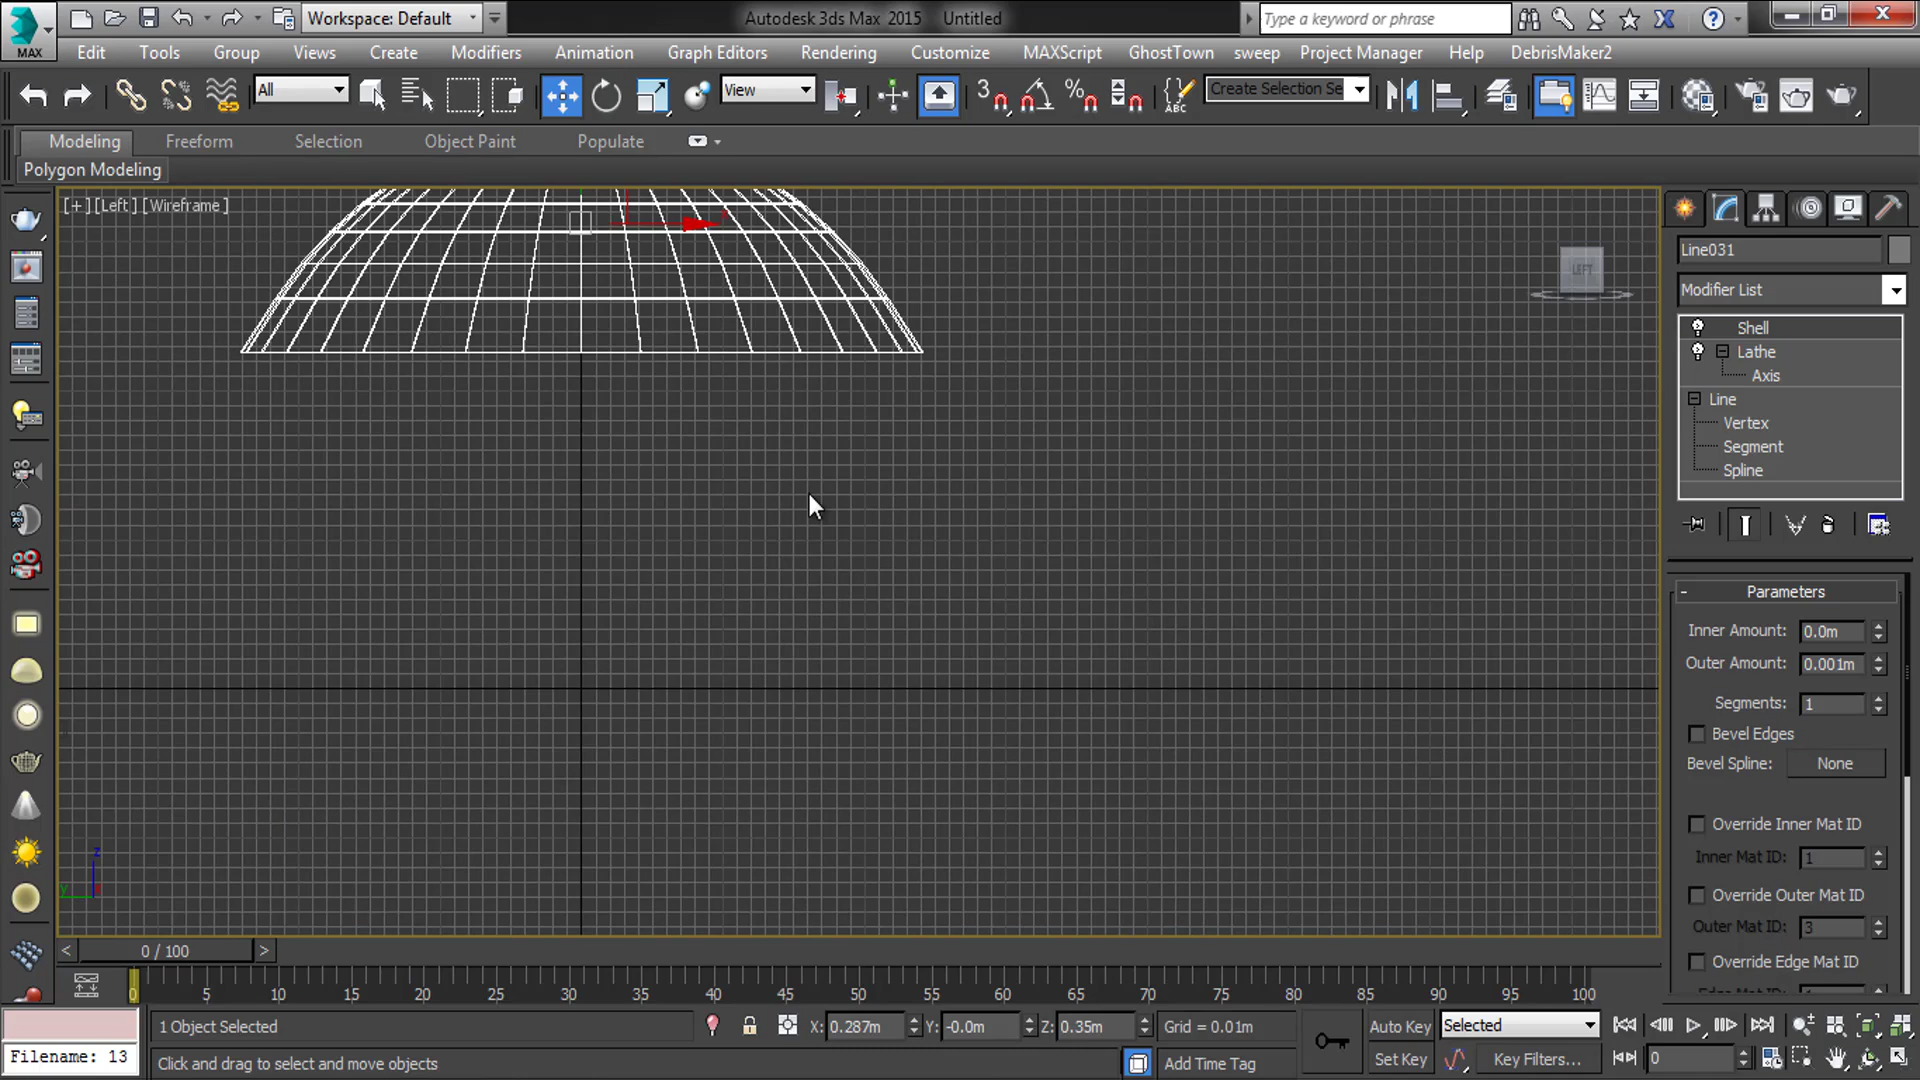 MAX
Workspace: Default
Autodesk 3ds Max 2015 Untitled
Type a keyword or phrase
Edit Tools Group Views Create Modifiers Animation Graph Editors Rendering Customize MAXScript GhostTown sweep Project Manager Help DebrisMaker2
All
View
3
ABC
Create Selection Se
Modeling Freeform Selection Object Paint Populate
Polygon Modeling
[+][Left][Wireframe]
LEFT
z
y
Line031
Modifier List
Shell
Lathe
Axis
Line
Vertex
Segment
Spline
- Parameters
Inner Amount: 0.0m
Outer Amount: 0.001m
Segments: 1
Bevel Edges
Bevel Spline: None
Override Inner Mat ID
Inner Mat ID: 1
Override Outer Mat ID
Outer Mat ID: 3
Override Edge Mat ID
< 0 / 100 >
0 5 10 15 20 25 30 35 40 45 50 55 60 65 70 75 80 85 90 95 100
1 Object Selected
X: 0.287m Y: -0.0m Z: 0.35m Grid = 0.01m
Auto Key Selected
Filename: 13
Click and drag to select and move objects
Add Time Tag
Set Key Key Filters... 0